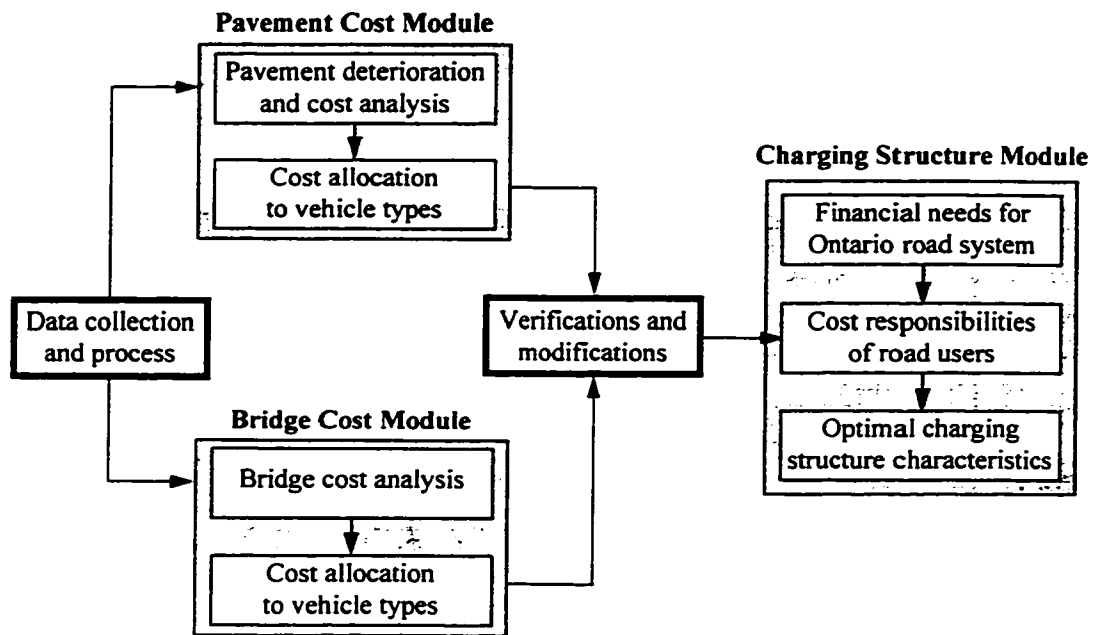 Pavement Cost Module
Pavement deterioration
and cost analysis
Cost allocation
to vehicle types
Data collection
and process
Bridge Cost Module
Bridge cost analysis
Cost allocation
to vehicle types
Verifications and
modifications
Charging Structure Module
Financial needs for
Ontario road system
Cost responsibilities
of road users
Optimal charging
structure characteristics